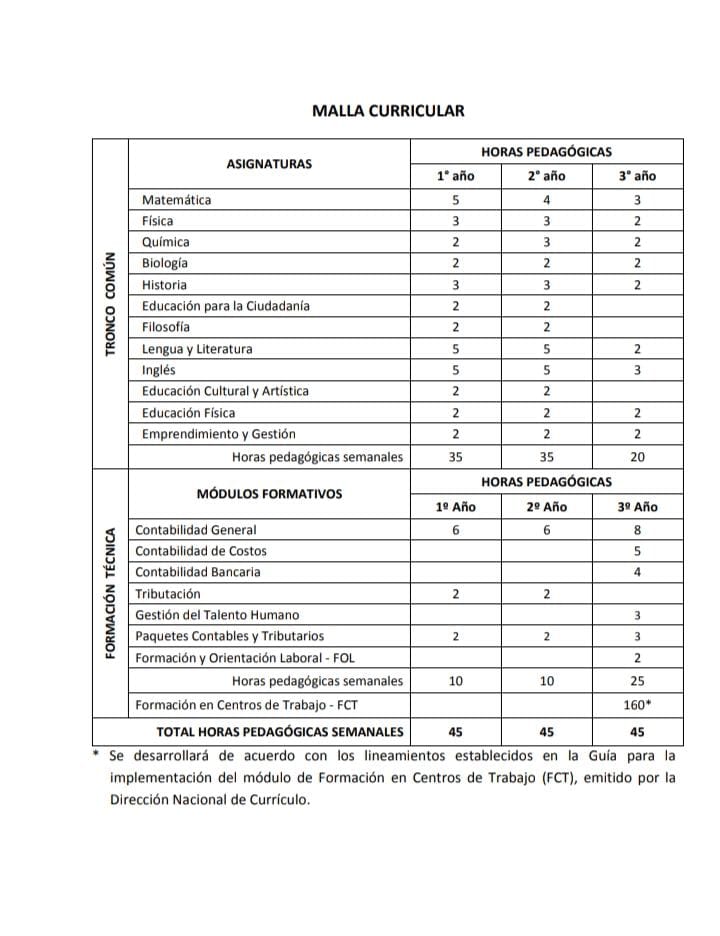 MALLA CURRICULAR
TRONCO COMÚN
ASIGNATURAS
HORAS PEDAGÓGICAS
1° año 2° año 3° año
Matemática 5 4 3
Física 3 3 2
Química 2 3 2
Biología 2 2 2
Historia 3 3 2
Educación para la Ciudadanía 2 2
Filosofía 2 2
Lengua y Literatura 5 5 2
Inglés 5 5 3
Educación Cultural y Artística 2 2
Educación Física 2 2 2
Emprendimiento y Gestión 2 2 2
Horas pedagógicas semanales 35 35 20
FORMACIÓN TÉCNICA
MÓDULOS FORMATIVOS
HORAS PEDAGÓGICAS
1º Año 2º Año 3º Año
Contabilidad General 6 6 8
Contabilidad de Costos 5
Contabilidad Bancaria 4
Tributación 2 2
Gestión del Talento Humano 3
Paquetes Contables y Tributarios 2 2 3
Formación y Orientación Laboral - FOL 2
Horas pedagógicas semanales 10 10 25
Formación en Centros de Trabajo - FCT 160*
TOTAL HORAS PEDAGÓGICAS SEMANALES 45 45 45
* Se desarrollará de acuerdo con los lineamientos establecidos en la Guía para la
implementación del módulo de Formación en Centros de Trabajo (FCT), emitido por la
Dirección Nacional de Currículo.